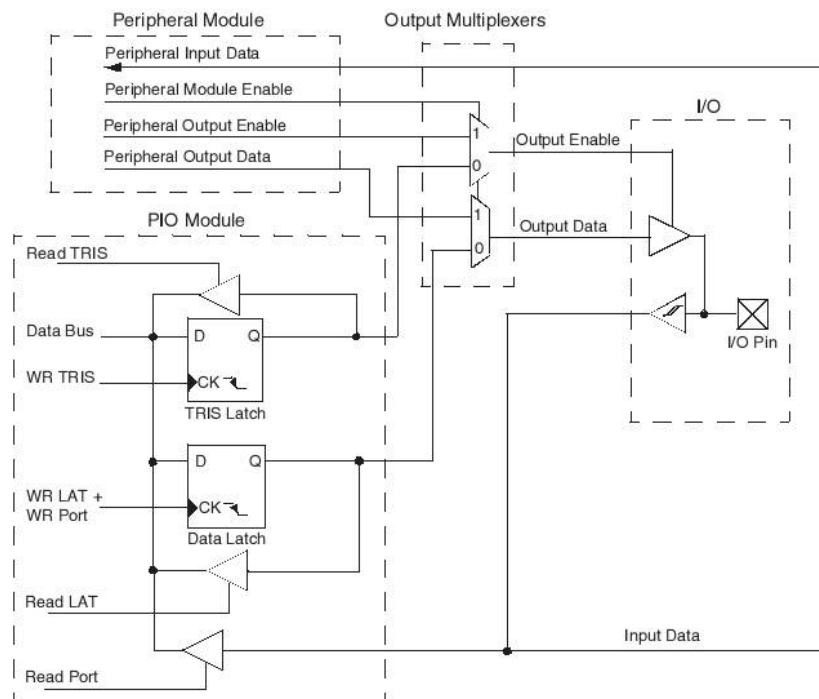 Peripheral Module
Output Multiplexers
Peripheral Input Data
Peripheral Module Enable
Peripheral Output Enable
Peripheral Output Data
1
0
Output Enable
I/O
1
0
Output Data
I/O Pin
PIO Module
Read TRIS
Data Bus
D
Q
WR TRIS
CK
TRIS Latch
D
Q
WR LAT +
WR Port
CK
Data Latch
Read LAT
Input Data
Read Port